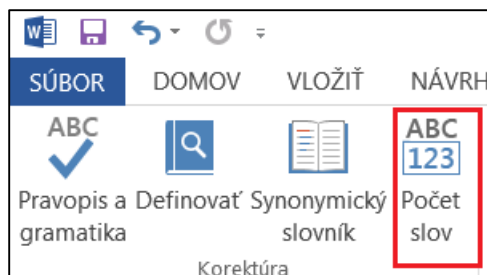 SÚBOR DOMOV VLOŽIŤ NÁVRH
ABC ABC 123
Pravopis a gramatika Definovať Synonymický slovník Počet slov
Korektúra